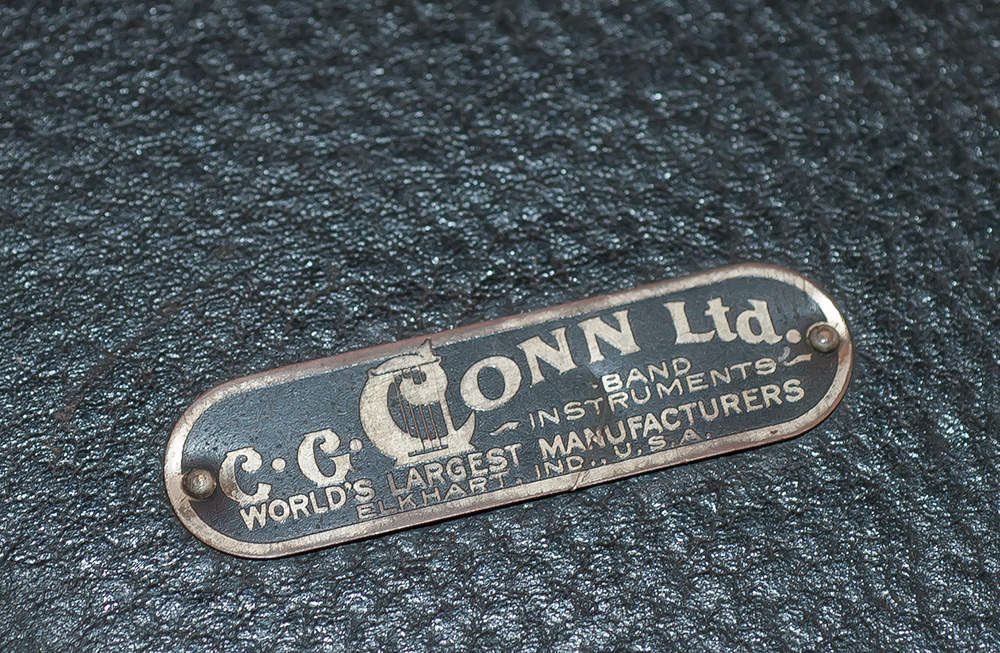 C. G. CONN Ltd.
BAND
INSTRUMENTS
WORLD'S LARGEST MANUFACTURERS
ELKHART, IND., U.S.A.